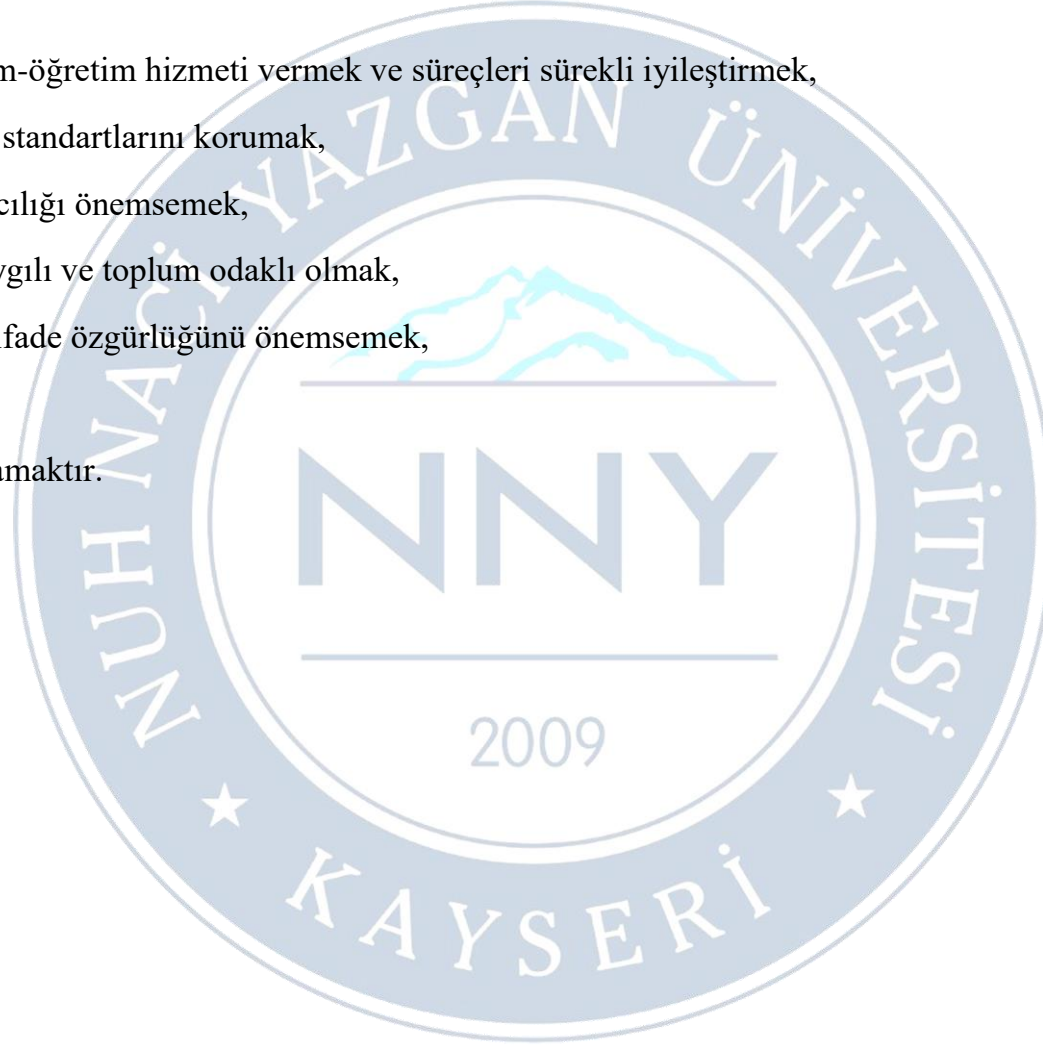 m-öğretim hizmeti vermek ve süreçleri sürekli iyileştirmek,
standartlarını korumak,
cılığı önemsemek,
ygılı ve toplum odaklı olmak,
ifade özgürlüğünü önemsemek,
amaktır.
NUH NACİ YAZGAN ÜNİVERSİTESİ
NNY
2009
KAYSERİ